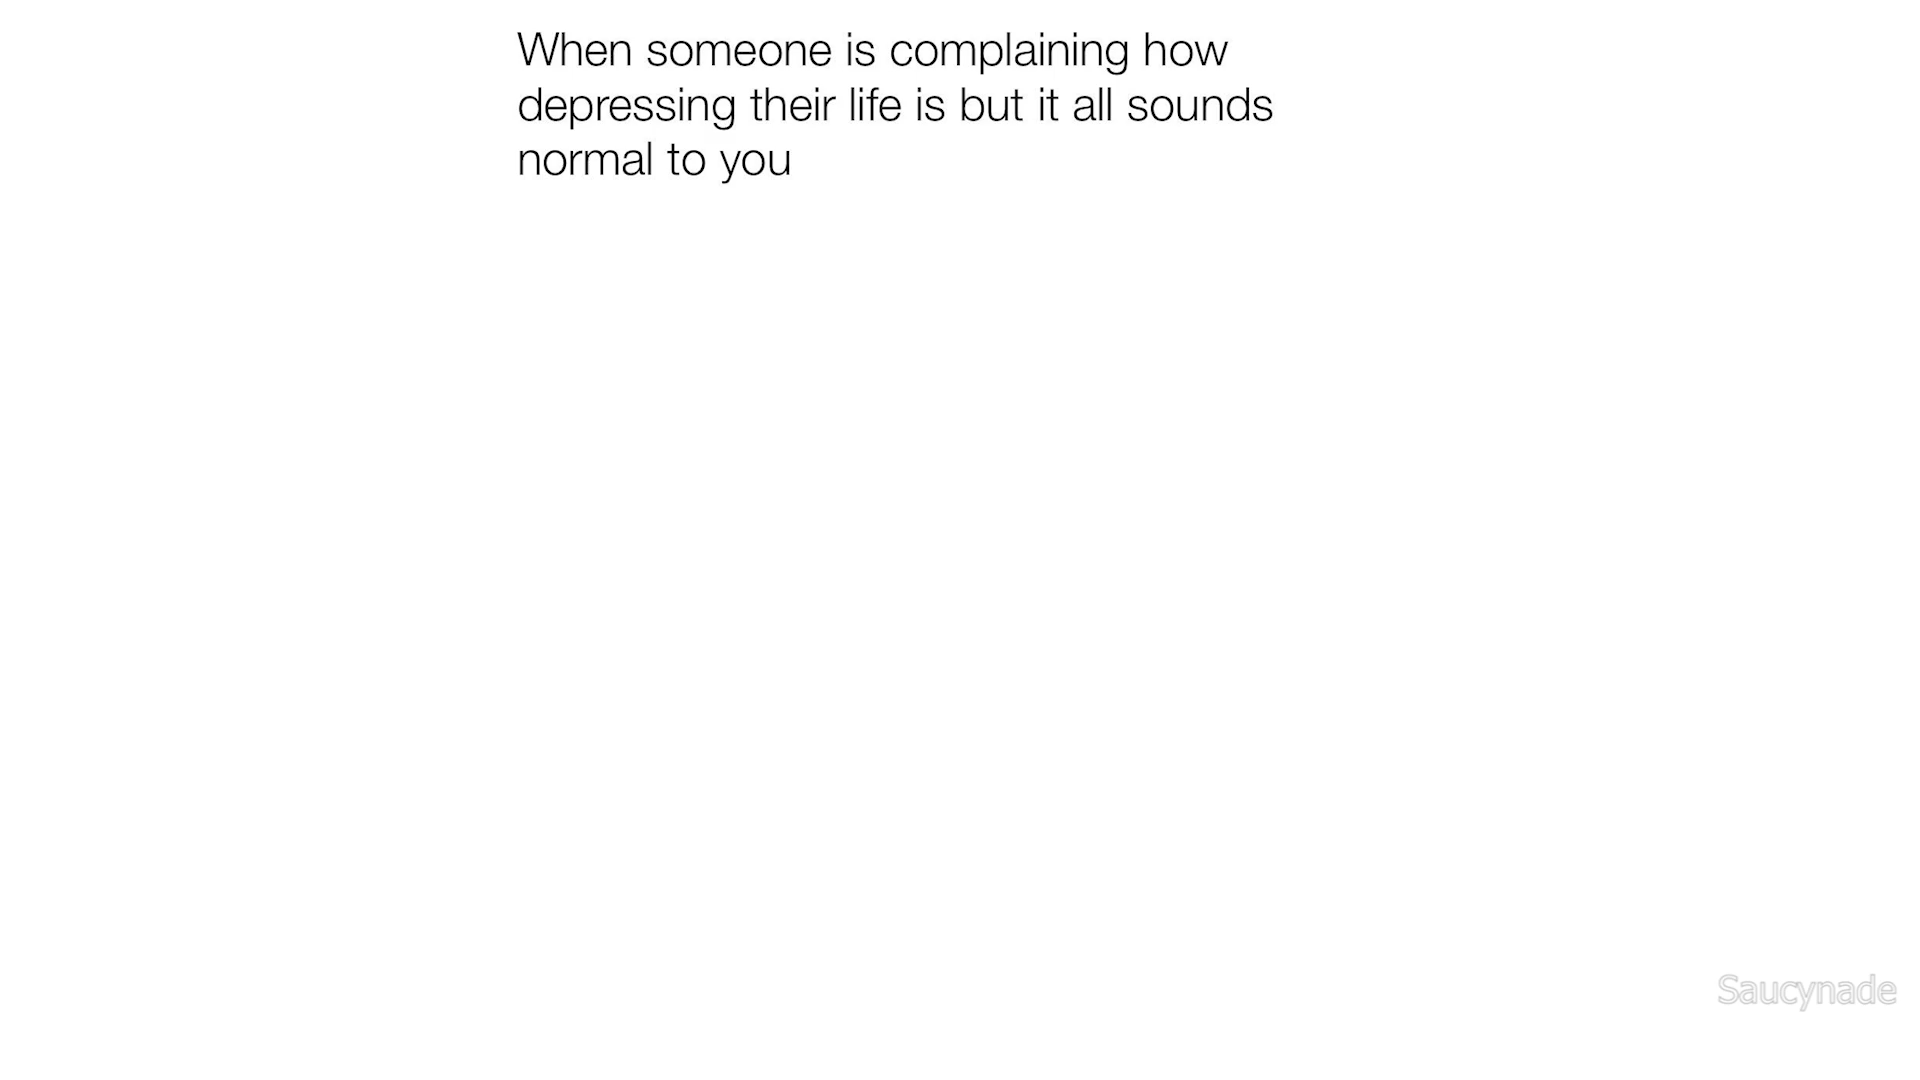 When someone is complaining how
depressing their life is but it all sounds
normal to you
Saucynade